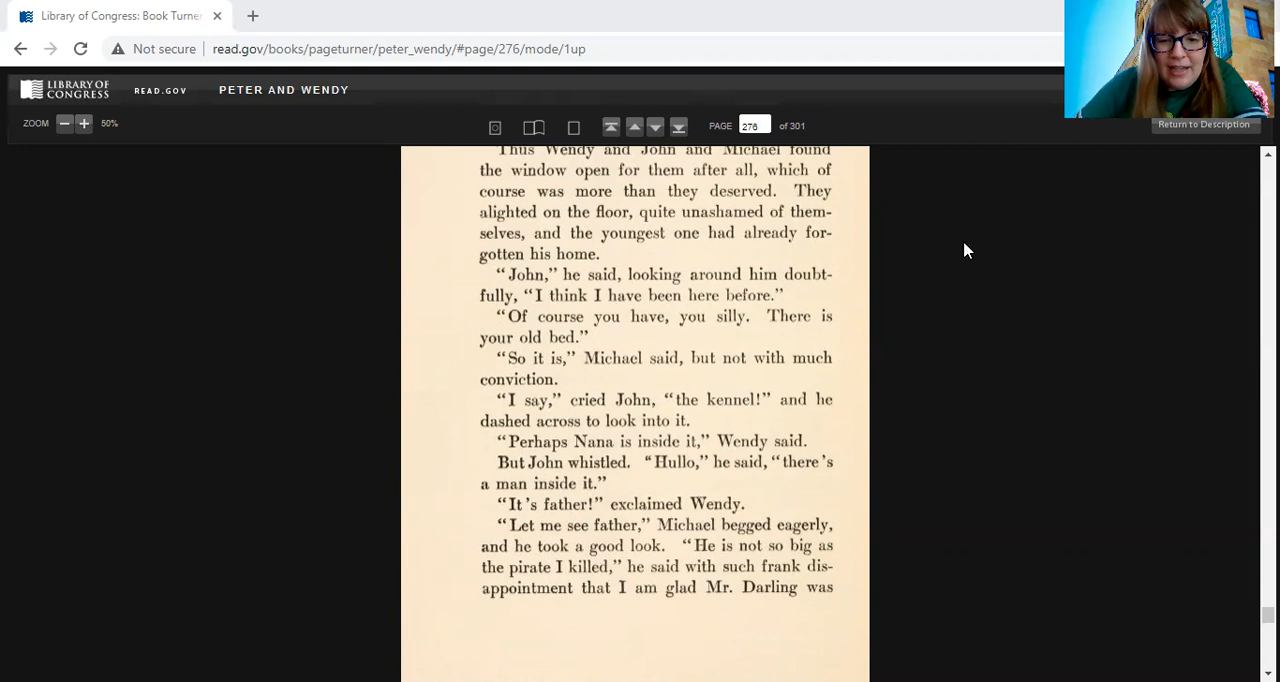 Library of Congress: Book Turne
Not secure
read.gov/books/pageturner/peter_wendy/#page/276/mode/1up
LIBRARY OF
CONGRESS
READ.GOV
PETER AND WENDY
ZOOM
50%
PAGE 276 of 301
Return to Description
Thus Wendy and John and Michael found
the window open for them after all, which of
course was more than they deserved. They
alighted on the floor, quite unashamed of them-
selves, and the youngest one had already for-
gotten his home.
“John,” he said, looking around him doubt-
fully, “I think I have been here before.”
“Of course you have, you silly. There is
your old bed.”
“So it is,” Michael said, but not with much
conviction.
“I say,” cried John, “the kennel!” and he
dashed across to look into it.
“Perhaps Nana is inside it,” Wendy said.
But John whistled. “Hullo,” he said, “there’s
a man inside it.”
“It’s father!” exclaimed Wendy.
“Let me see father,” Michael begged eagerly,
and he took a good look. “He is not so big as
the pirate I killed,” he said with such frank dis-
appointment that I am glad Mr. Darling was